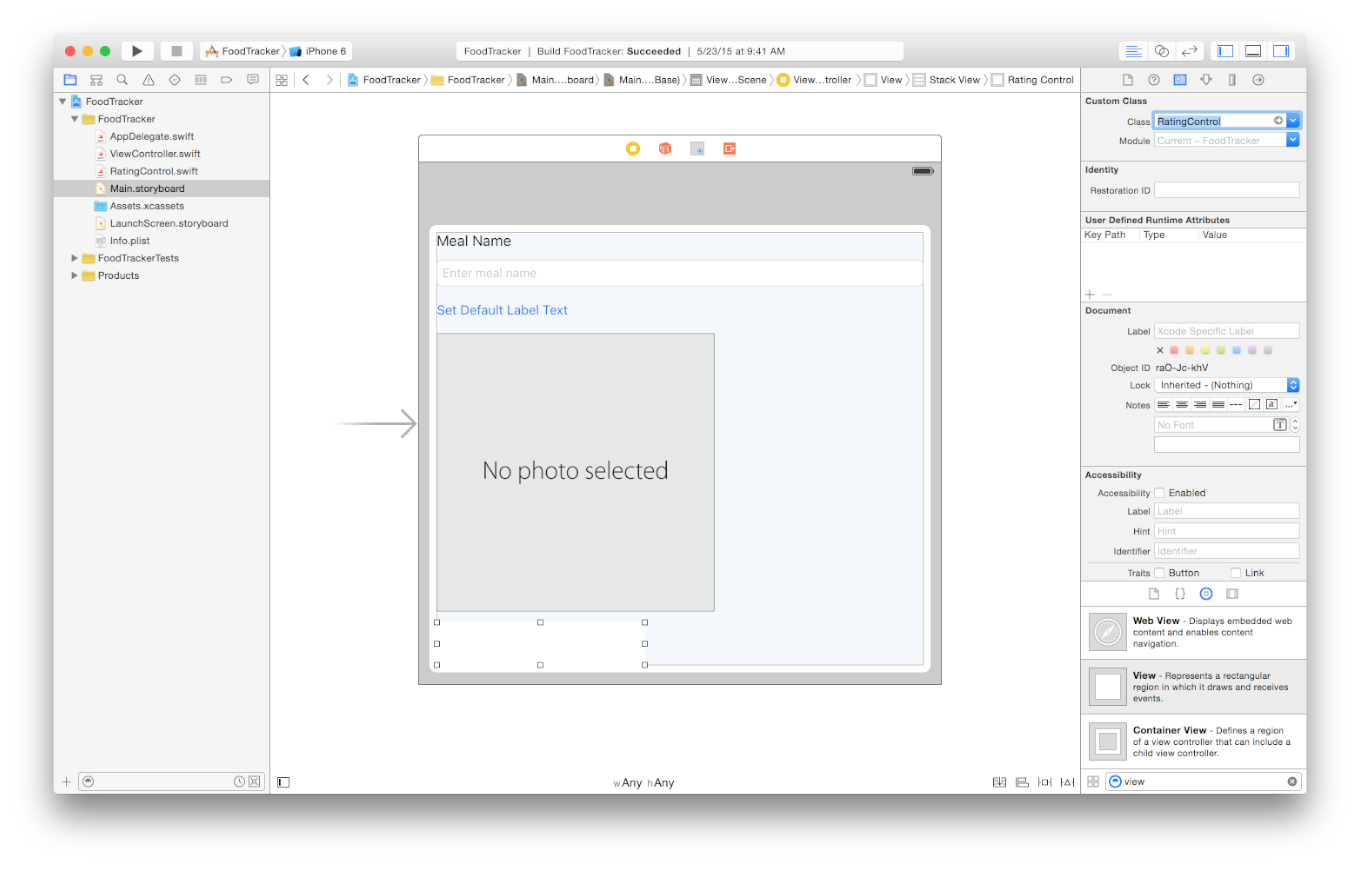 FoodTracker iPhone 6
FoodTracker | Build FoodTracker: Succeeded | 5/23/15 at 9:41 AM
FoodTracker FoodTracker Main....board Main....Base) View...Scene View...troller View Stack View Rating Control
FoodTracker
FoodTracker
AppDelegate.swift
ViewController.swift
RatingControl.swift
Main.storyboard
Assets.xcassets
LaunchScreen.storyboard
Info.plist
FoodTrackerTests
Products
Meal Name
Enter meal name
Set Default Label Text
No photo selected
wAny hAny
Custom Class
Class RatingControl
Module Current – FoodTracker
Identity
Restoration ID
User Defined Runtime Attributes
Key Path Type Value
Document
Label Xcode Specific Label
Object ID raO-Jc-khV
Lock Inherited - (Nothing)
Notes
No Font
Accessibility
Accessibility Enabled
Label Label
Hint Hint
Identifier Identifier
Traits Button Link
Web View - Displays embedded web
content and enables content
navigation.
View - Represents a rectangular
region in which it draws and receives
events.
Container View - Defines a region
of a view controller that can include a
child view controller.
view